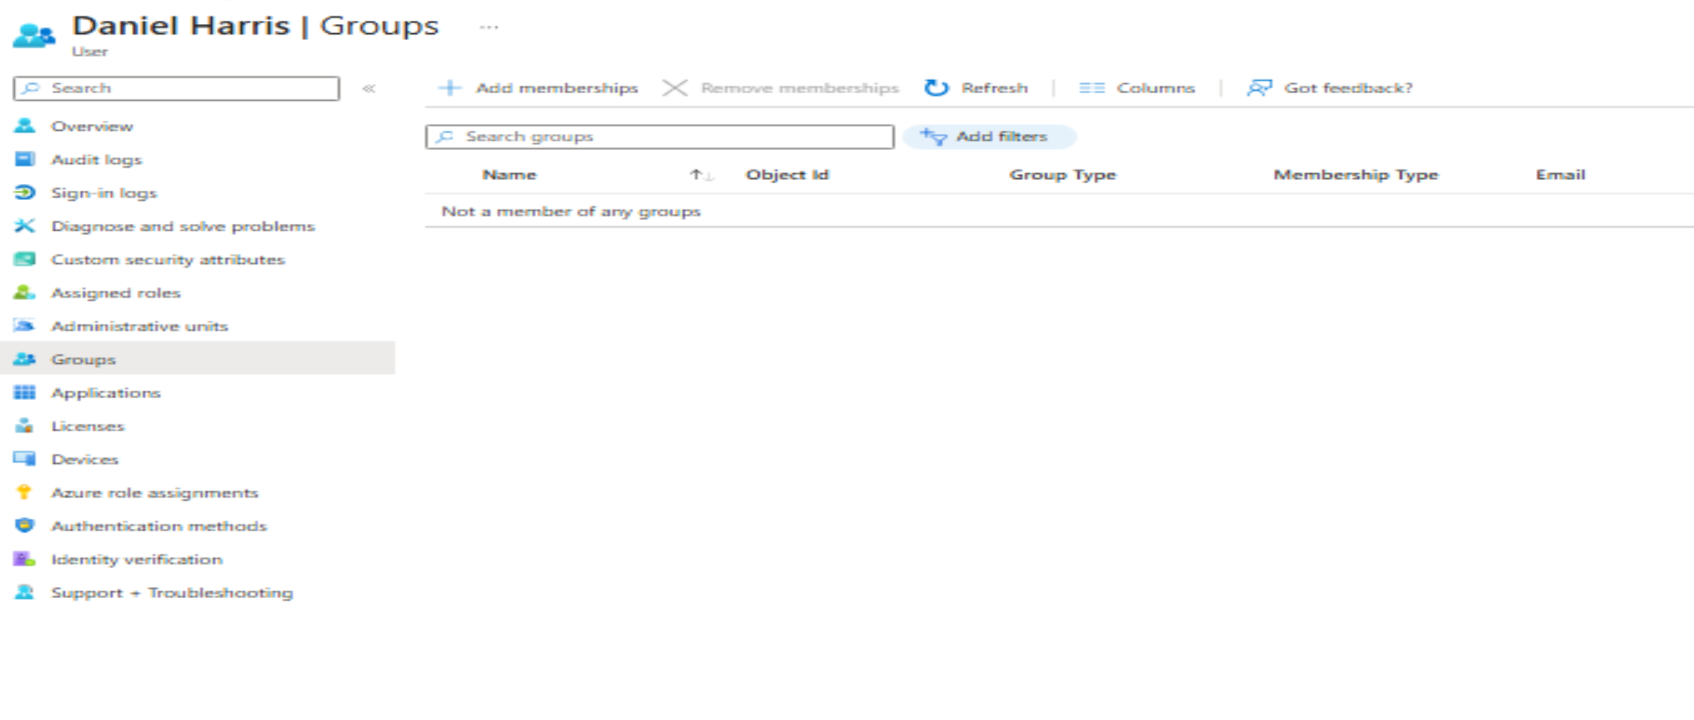 Daniel Harris | Groups ...
User
Search «
Overview
Audit logs
Sign-in logs
Diagnose and solve problems
Custom security attributes
Assigned roles
Administrative units
Groups
Applications
Licenses
Devices
Azure role assignments
Authentication methods
Identity verification
Support + Troubleshooting
Add memberships Remove memberships Refresh | Columns | Got feedback?
Search groups Add filters
Name ↑↓ Object Id Group Type Membership Type Email
Not a member of any groups